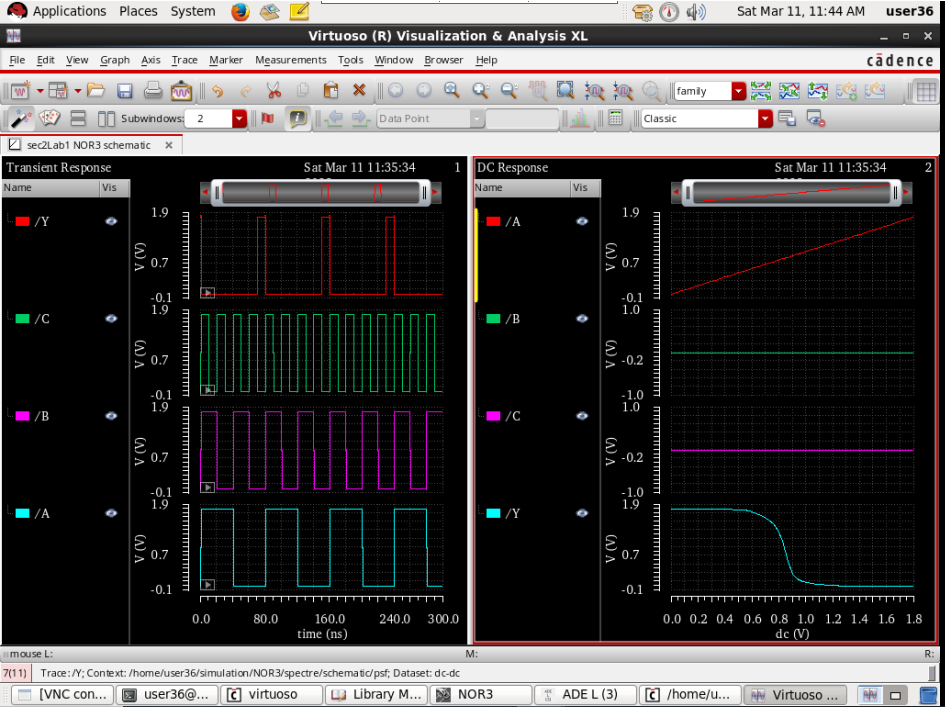 Applications Places System Sat Mar 11, 11:44 AM user36
Virtuoso (R) Visualization & Analysis XL
File Edit View Graph Axis Trace Marker Measurements Tools Window Browser Help cādence
family
Subwindows: 2 Data Point Classic
sec2Lab1 NOR3 schematic
Transient Response Sat Mar 11 11:35:34 1
Name Vis
/Y
V (V)
1.9
0.7
-0.1
/C
V (V)
1.9
0.7
-0.1
/B
V (V)
1.9
0.7
-0.1
/A
V (V)
1.9
0.7
-0.1
0.0 80.0 160.0 240.0 300.0
time (ns)
DC Response Sat Mar 11 11:35:34 2
Name Vis
/A
V (V)
1.9
0.7
-0.1
/B
V (V)
1.0
-0.2
-1.0
/C
V (V)
1.0
-0.2
-1.0
/Y
V (V)
1.9
0.7
-0.1
0.0 0.2 0.4 0.6 0.8 1.0 1.2 1.4 1.6 1.8
dc (V)
mouse L: M: R:
7(11) Trace:/Y; Context: /home/user36/simulation/NOR3/spectre/schematic/psf; Dataset: dc-dc
[VNC con... user36@... virtuoso Library M... NOR3 ADE L (3) /home/u... Virtuoso ...